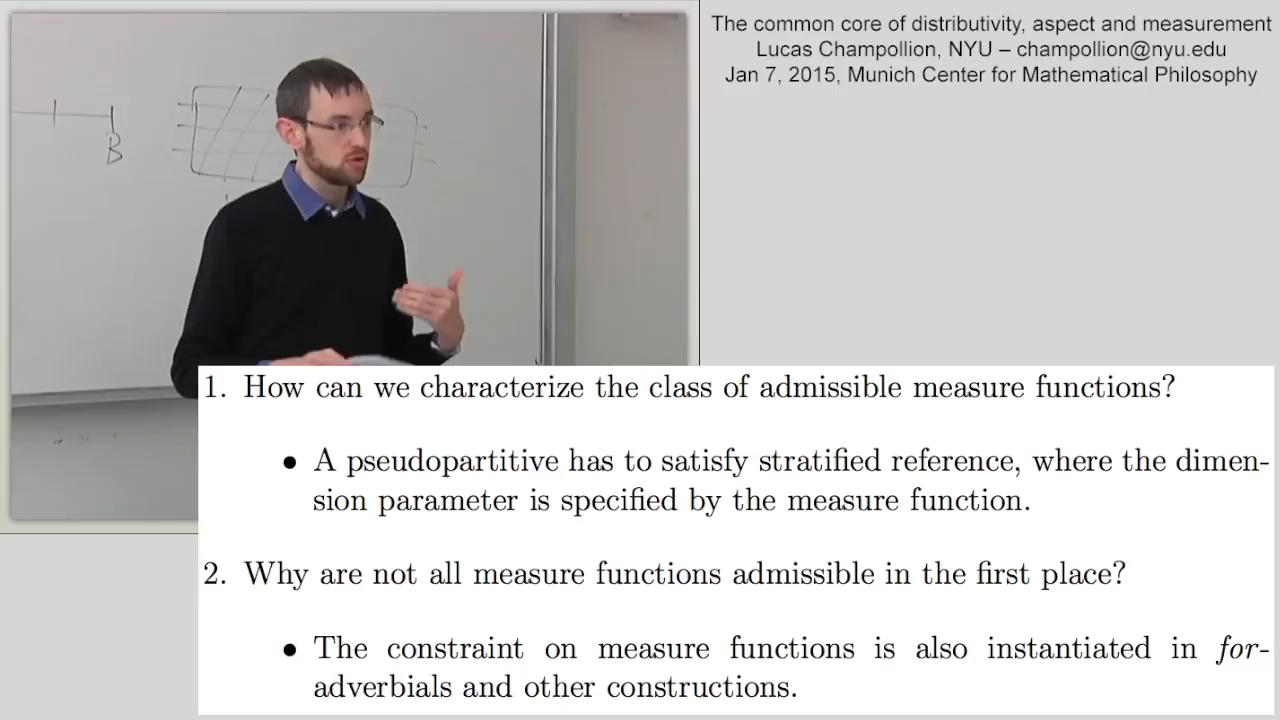 The common core of distributivity, aspect and measurement
Lucas Champollion, NYU – champollion@nyu.edu
Jan 7, 2015, Munich Center for Mathematical Philosophy
B
1. How can we characterize the class of admissible measure functions?
• A pseudopartitive has to satisfy stratified reference, where the dimen-
sion parameter is specified by the measure function.
2. Why are not all measure functions admissible in the first place?
• The constraint on measure functions is also instantiated in for-
adverbials and other constructions.